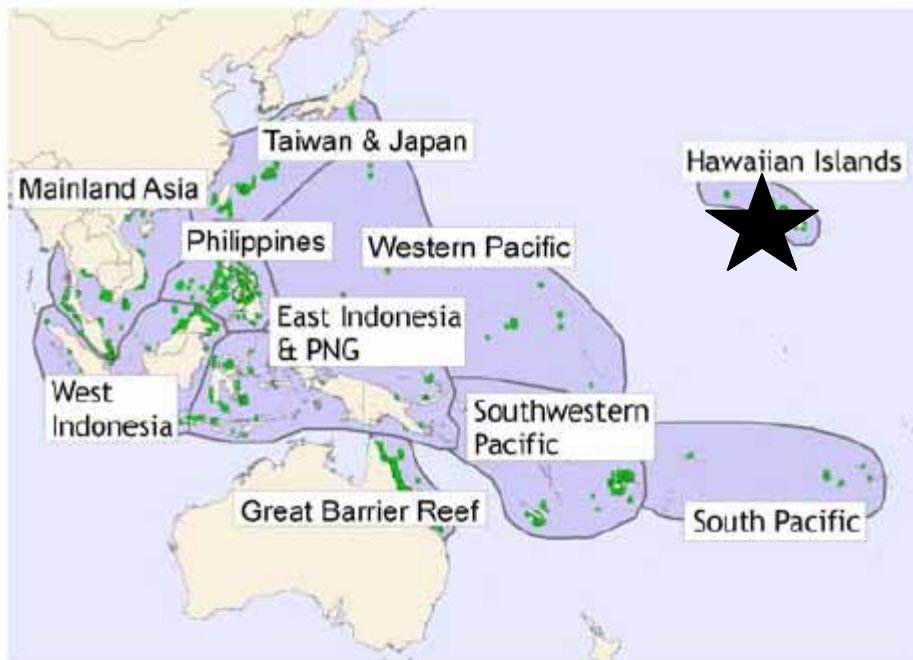 Taiwan & Japan
Hawaiian Islands
Mainland Asia
Philippines
Western Pacific
East Indonesia
& PNG
West
Indonesia
Southwestern
Pacific
Great Barrier Reef
South Pacific